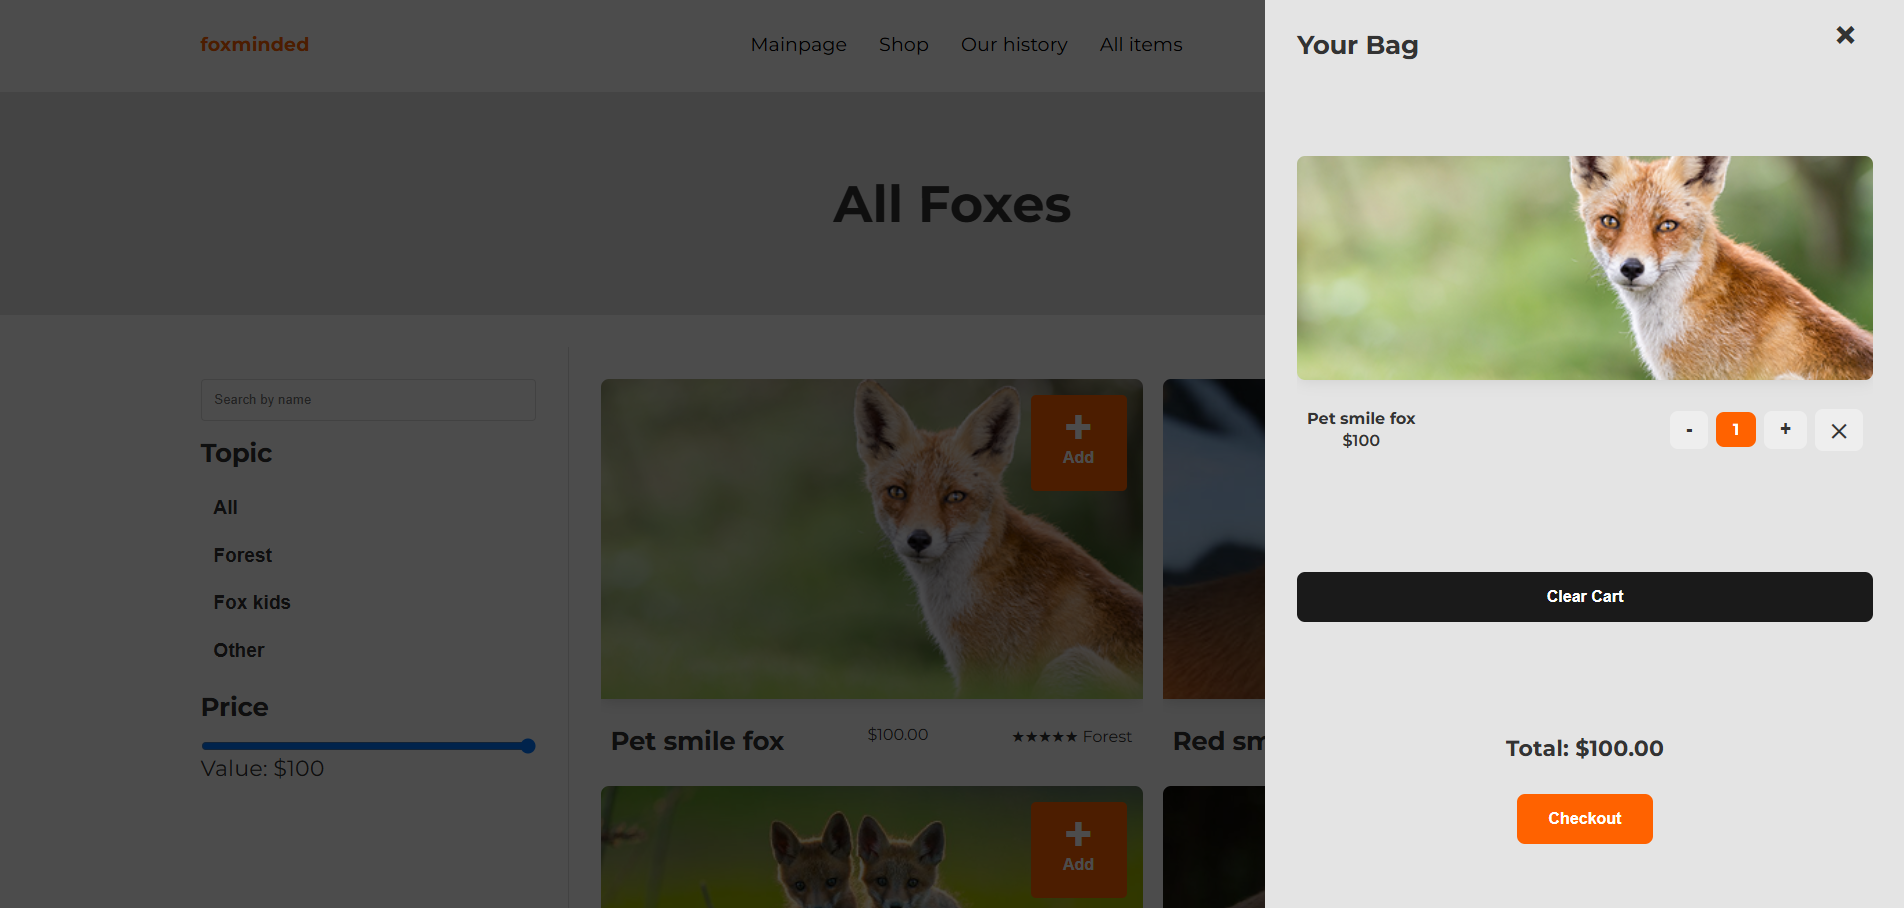 foxminded
Mainpage Shop Our history All items
All Foxes
Search by name
Topic
All
Forest
Fox kids
Other
Price
Value: $100
+
Add
Pet smile fox $100.00 ★★★★★ Forest
Red sm
+
Add
Your Bag ×
Pet smile fox
$100
- 1 + ×
Clear Cart
Total: $100.00
Checkout